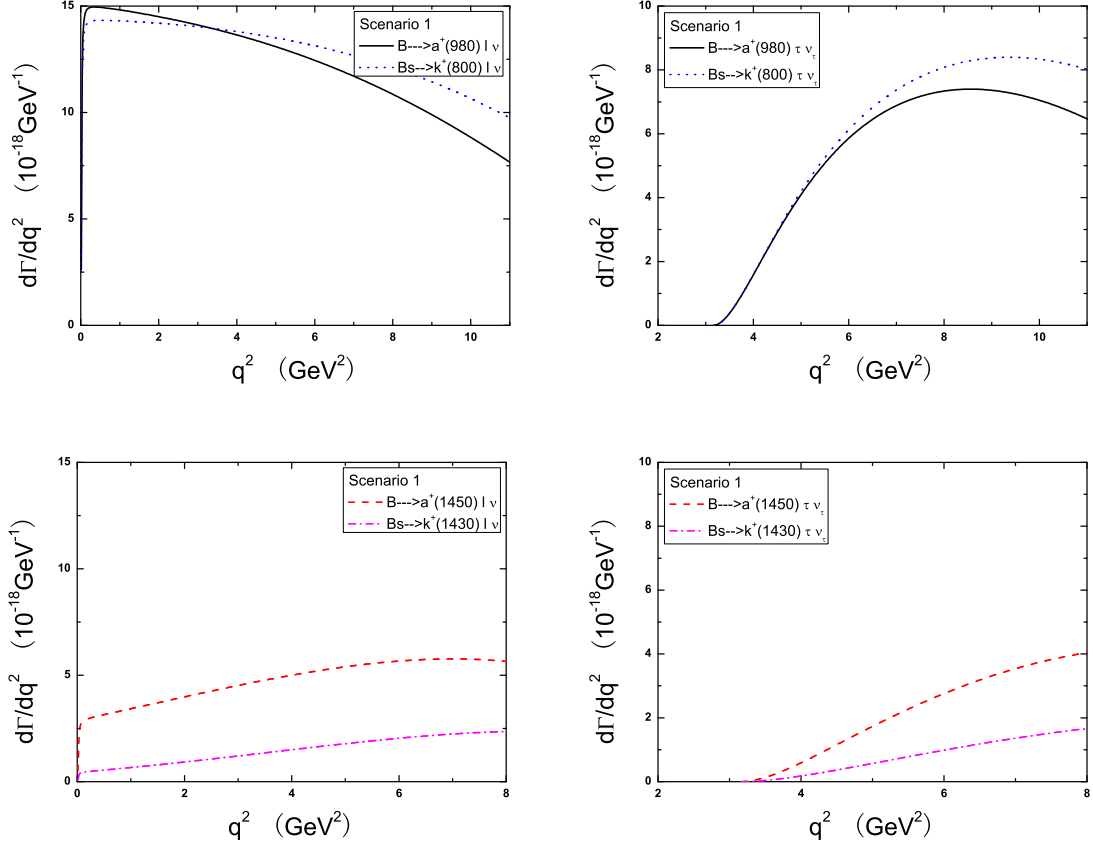 Scenario 1
B--->a⁺(980) l ν
Bs-->k⁺(800) l ν
dΓ/dq² (10⁻¹⁸GeV⁻¹)
15
10
5
0
0 2 4 6 8 10
q² (GeV²)
Scenario 1
B--->a⁺(980) τ ν_τ
Bs-->k⁺(800) τ ν_τ
dΓ/dq² (10⁻¹⁸GeV⁻¹)
10
8
6
4
2
0
2 4 6 8 10
q² (GeV²)
Scenario 1
B--->a⁺(1450) l ν
Bs-->k⁺(1430) l ν
dΓ/dq² (10⁻¹⁸GeV⁻¹)
15
10
5
0
0 2 4 6 8
q² (GeV²)
Scenario 1
B--->a⁺(1450) τ ν_τ
Bs-->k⁺(1430) τ ν_τ
dΓ/dq² (10⁻¹⁸GeV⁻¹)
10
8
6
4
2
0
2 4 6 8
q² (GeV²)